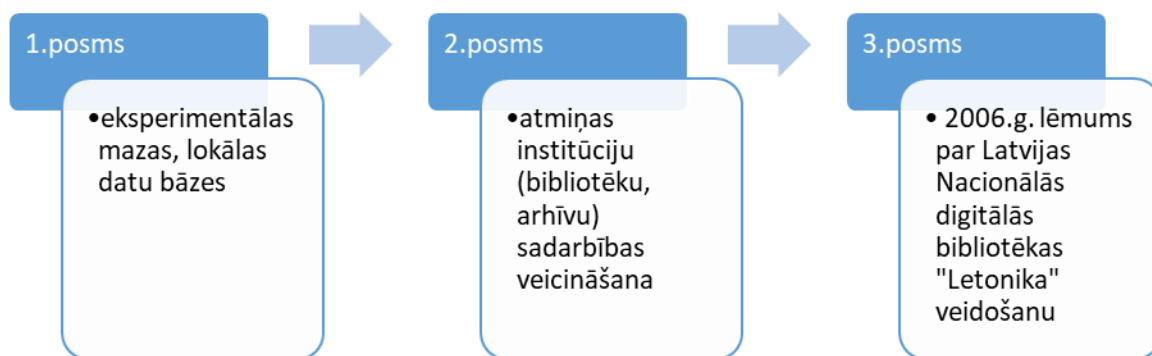 1.posms
•eksperimentālas
mazas, lokālas
datu bāzes
2.posms
•atmiņas
institūciju
(bibliotēku,
arhīvu)
sadarbības
veicināšana
3.posms
• 2006.g. lēmums
par Latvijas
Nacionālās
digitālās
bibliotēkas
"Letonika"
veidošanu